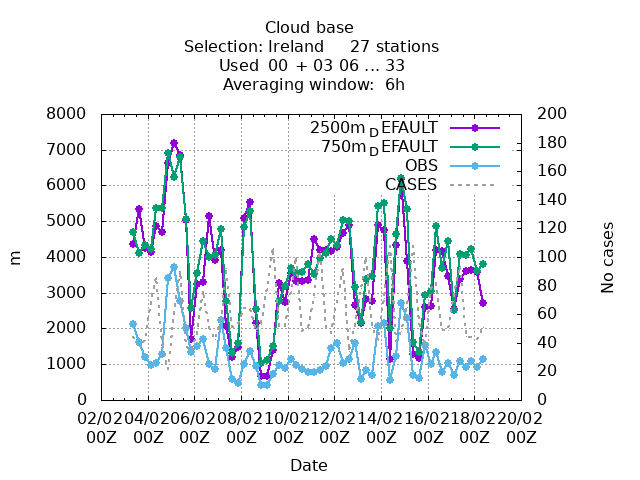 Cloud base
Selection: Ireland 27 stations
Used 00 + 03 06 ... 33
Averaging window: 6h
8000
7000
6000
5000
4000
3000
2000
1000
0
m
200
180
160
140
120
100
80
60
40
20
0
No cases
2500m_DEFAULT
750m_DEFAULT
OBS
CASES
02/02 04/02 06/02 08/02 10/02 12/02 14/02 16/02 18/02 20/02
00Z 00Z 00Z 00Z 00Z 00Z 00Z 00Z 00Z 00Z
Date